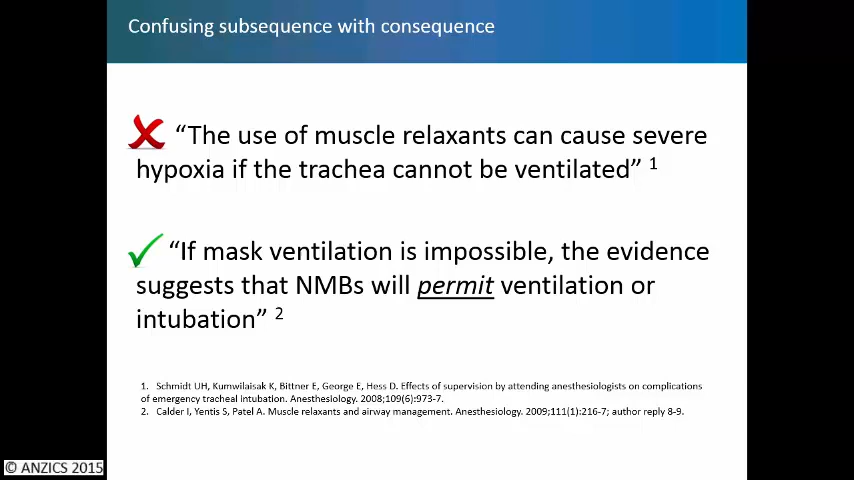 Confusing subsequence with consequence
“The use of muscle relaxants can cause severe
hypoxia if the trachea cannot be ventilated” 1
“If mask ventilation is impossible, the evidence
suggests that NMBs will permit ventilation or
intubation” 2
1. Schmidt UH, Kumwilaisak K, Bittner E, George E, Hess D. Effects of supervision by attending anesthesiologists on complications
of emergency tracheal intubation. Anesthesiology. 2008;109(6):973-7.
2. Calder I, Yentis S, Patel A. Muscle relaxants and airway management. Anesthesiology. 2009;111(1):216-7; author reply 8-9.
© ANZICS 2015